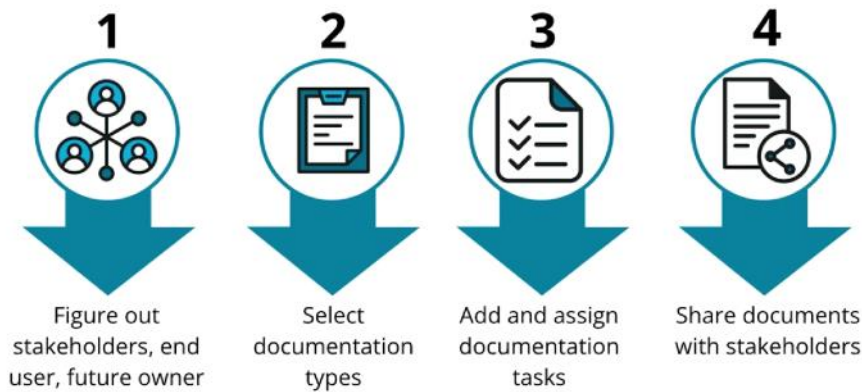 1
Figure out
stakeholders, end
user, future owner
2
Select
documentation
types
3
Add and assign
documentation
tasks
4
Share documents
with stakeholders